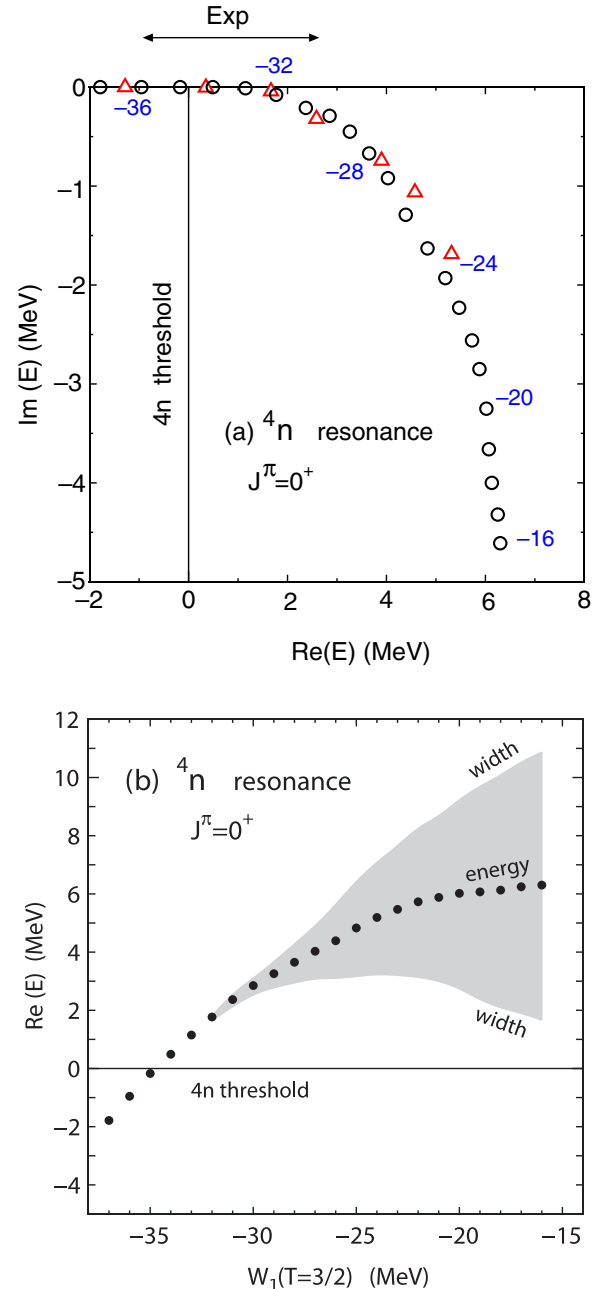 Exp
−32
0
−36
−28
−1
−24
−2
Im (E) (MeV)
4n threshold
−3
−20
(a) ⁴n resonance
J^π=0⁺
−4
−16
−5
−2 0 2 4 6 8
Re(E) (MeV)
12
(b) ⁴n resonance
width
J^π=0⁺
10
8
energy
6
Re (E) (MeV)
4
2
width
0
4n threshold
−2
−4
−35 −30 −25 −20 −15
W₁(T=3/2) (MeV)